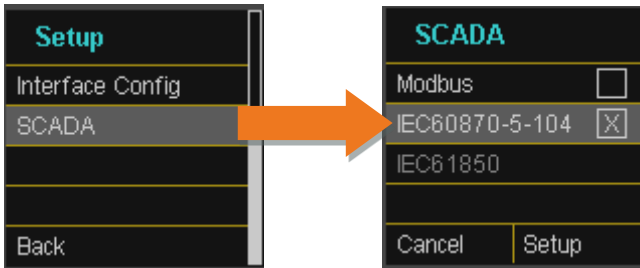 Setup
Interface Config
SCADA
Back
SCADA
Modbus
IEC60870-5-104 X
IEC61850
Cancel Setup